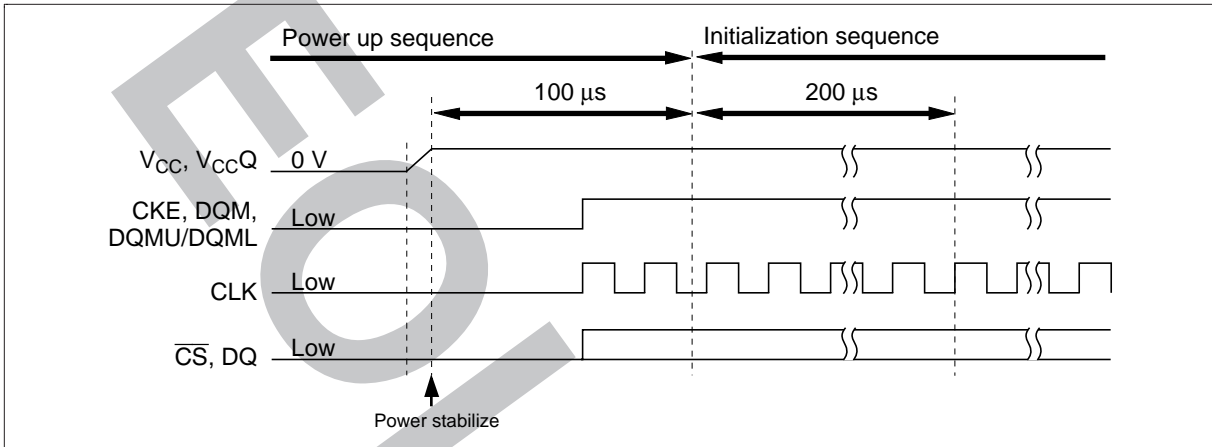 Power up sequence
Initialization sequence
100 μs
200 μs
VCC, VCCQ
0 V
CKE, DQM,
DQMU/DQML
Low
CLK
Low
CS, DQ
Low
Power stabilize
EOL